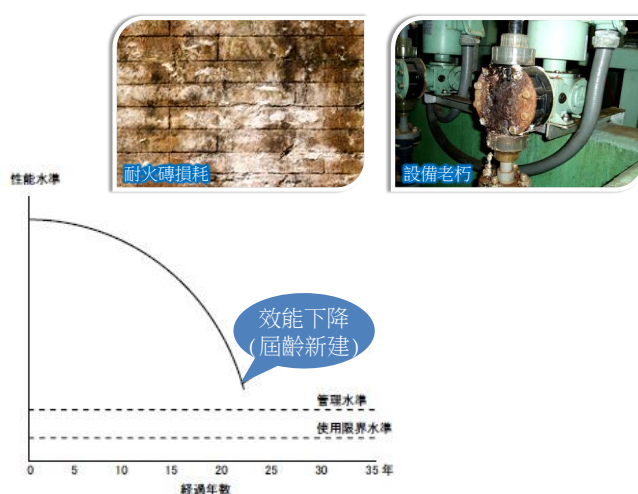 耐火磚損耗
設備老朽
性能水準
效能下降
(屆齡新建)
管理水準
使用限界水準
0 5 10 15 20 25 30 35 年
経過年数